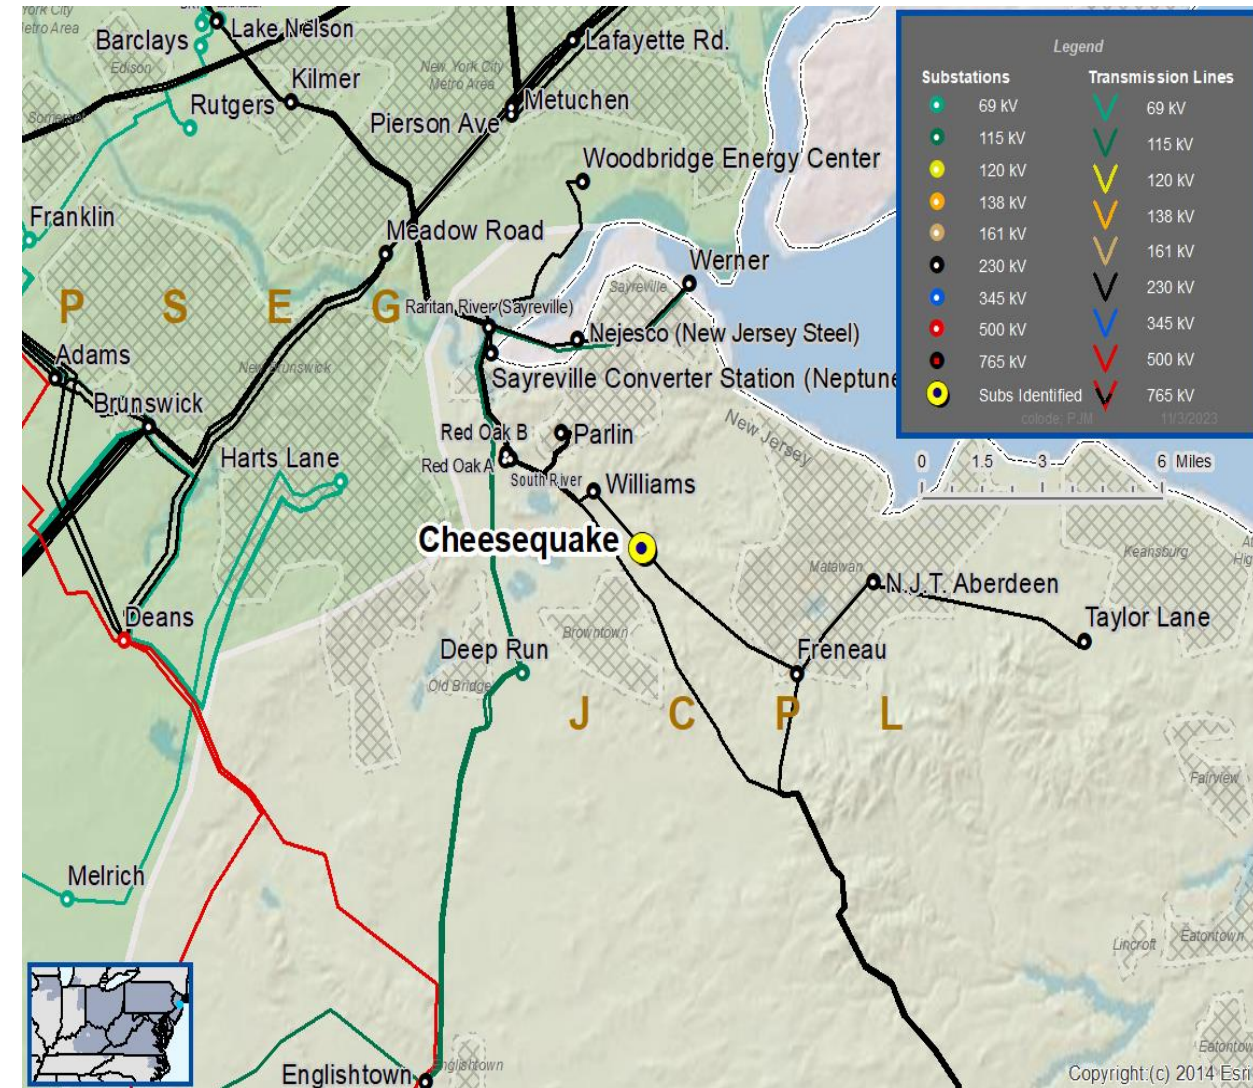 York City
Metro Area
Lake Nelson
Barclays
Edison
Kilmer
New York City
Metro Area
Lafayette Rd.
Rutgers
Metuchen
Pierson Ave
Woodbridge Energy Center
Franklin
Meadow Road
Werner
P S E G
Sayreville
Raritan River (Sayreville)
Nejesco (New Jersey Steel)
Adams
New Brunswick
Sayreville Converter Station (Neptune
Brunswick
New Jersey
Red Oak B
Parlin
Harts Lane
Red Oak A
South River
Williams
Cheesequake
Keansburg
Matawan
N.J.T. Aberdeen
Deans
Taylor Lane
Browntown
Deep Run
Freneau
Old Bridge
J C P L
Fairview
Melrich
Lincroft
Eatontown
Englishtown
Englishtown
Eatontow
Copyright:(c) 2014 Esri
Legend
Substations Transmission Lines
69 kV 69 kV
115 kV 115 kV
120 kV 120 kV
138 kV 138 kV
161 kV 161 kV
230 kV 230 kV
345 kV 345 kV
500 kV 500 kV
765 kV 765 kV
Subs Identified
colode; PJM 11/3/2023
0 1.5 3 6 Miles